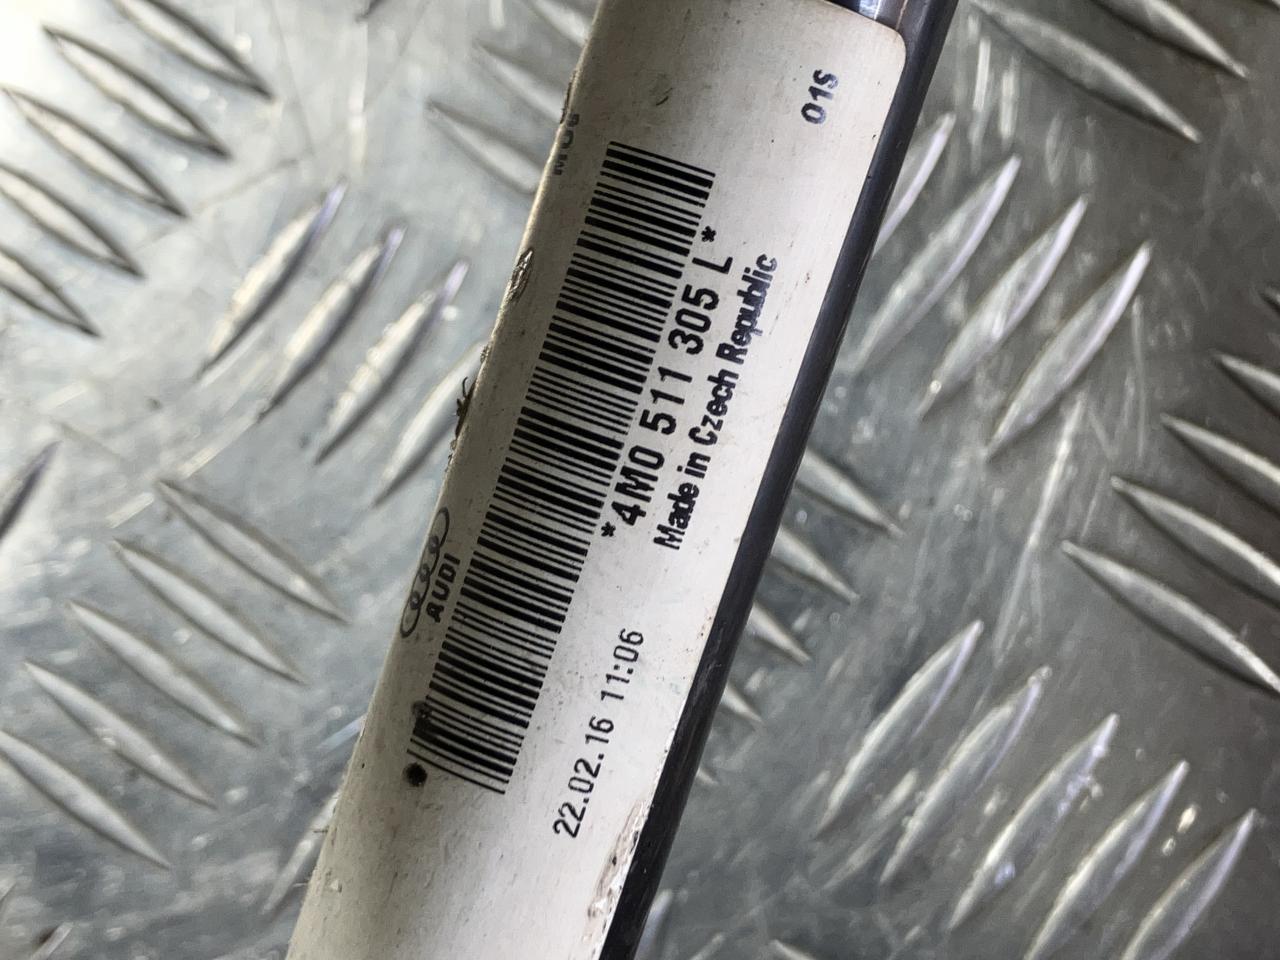 01S
AUDI
*4M0 511 305 L*
Made in Czech Republic
22.02.16 11:06